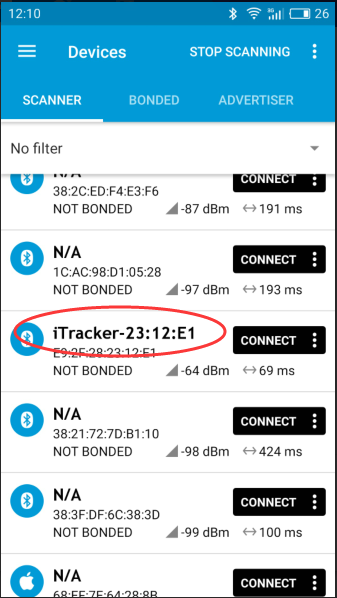 12:10
3G
26
Devices
STOP SCANNING
SCANNER
BONDED
ADVERTISER
No filter
N/A
38:2C:ED:F4:E3:F6
CONNECT
NOT BONDED
-87 dBm
191 ms
N/A
1C:AC:98:D1:05:28
CONNECT
NOT BONDED
-97 dBm
193 ms
iTracker-23:12:E1
E9:2F:28:23:12:E1
CONNECT
NOT BONDED
-64 dBm
69 ms
N/A
38:21:72:7D:B1:10
CONNECT
NOT BONDED
-98 dBm
424 ms
N/A
38:3F:DF:6C:38:3D
CONNECT
NOT BONDED
-99 dBm
100 ms
N/A
68:EF:7F:64:28:8B
CONNECT